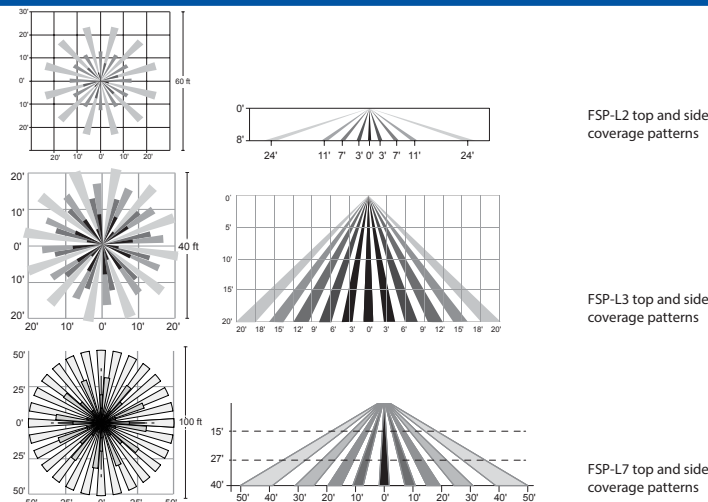 30'
20'
10'
0'
10'
20'
20' 10' 0' 10' 20'
60 ft
0'
8'
24' 11' 7' 3' 0' 3' 7' 11' 24'
FSP-L2 top and side
coverage patterns
20'
10'
0'
10'
20'
20' 10' 0' 10' 20'
40 ft
0'
5'
10'
15'
20'
20' 18' 15' 12' 9' 6' 3' 0' 3' 6' 9' 12' 15' 18' 20'
FSP-L3 top and side
coverage patterns
50'
25'
0'
25'
50'
50' 25' 0' 25' 50'
100 ft
15'
27'
40'
50' 40' 30' 20' 10' 0' 10' 20' 30' 40' 50'
FSP-L7 top and side
coverage patterns